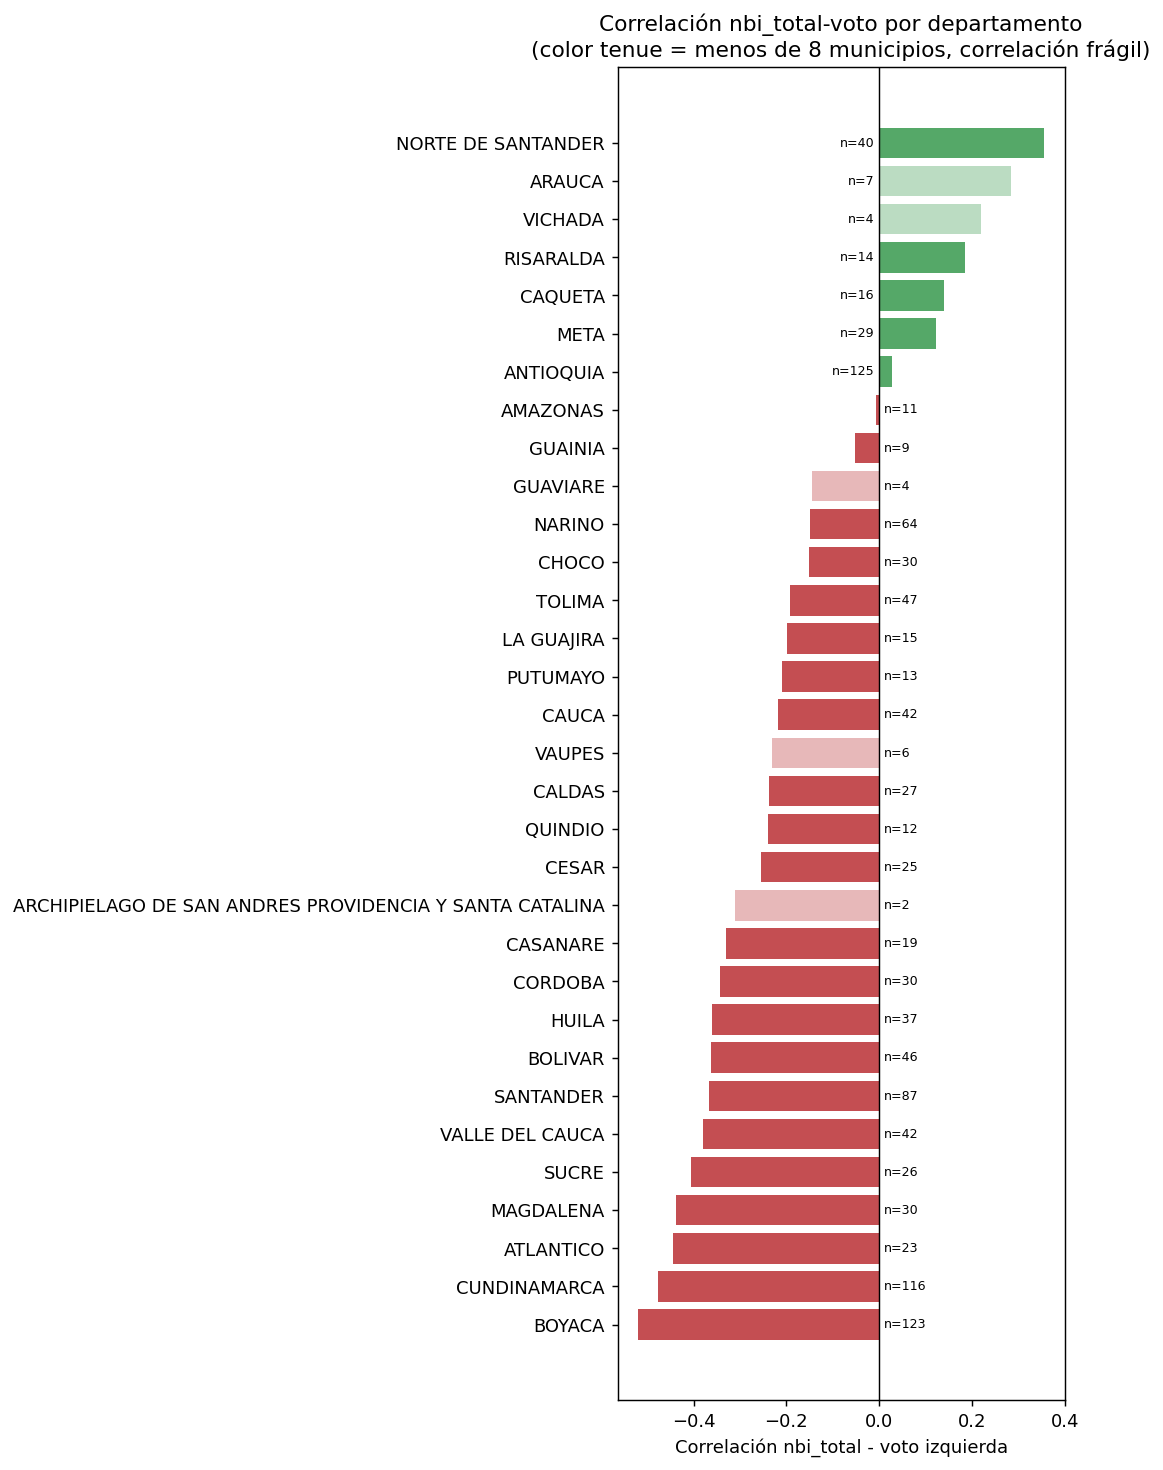 Correlación nbi_total-voto por departamento
(color tenue = menos de 8 municipios, correlación frágil)
NORTE DE SANTANDER n=40
ARAUCA n=7
VICHADA n=4
RISARALDA n=14
CAQUETA n=16
META n=29
ANTIOQUIA n=125
AMAZONAS n=11
GUAINIA n=9
GUAVIARE n=4
NARINO n=64
CHOCO n=30
TOLIMA n=47
LA GUAJIRA n=15
PUTUMAYO n=13
CAUCA n=42
VAUPES n=6
CALDAS n=27
QUINDIO n=12
CESAR n=25
ARCHIPIELAGO DE SAN ANDRES PROVIDENCIA Y SANTA CATALINA n=2
CASANARE n=19
CORDOBA n=30
HUILA n=37
BOLIVAR n=46
SANTANDER n=87
VALLE DEL CAUCA n=42
SUCRE n=26
MAGDALENA n=30
ATLANTICO n=23
CUNDINAMARCA n=116
BOYACA n=123
−0.4 −0.2 0.0 0.2 0.4
Correlación nbi_total - voto izquierda